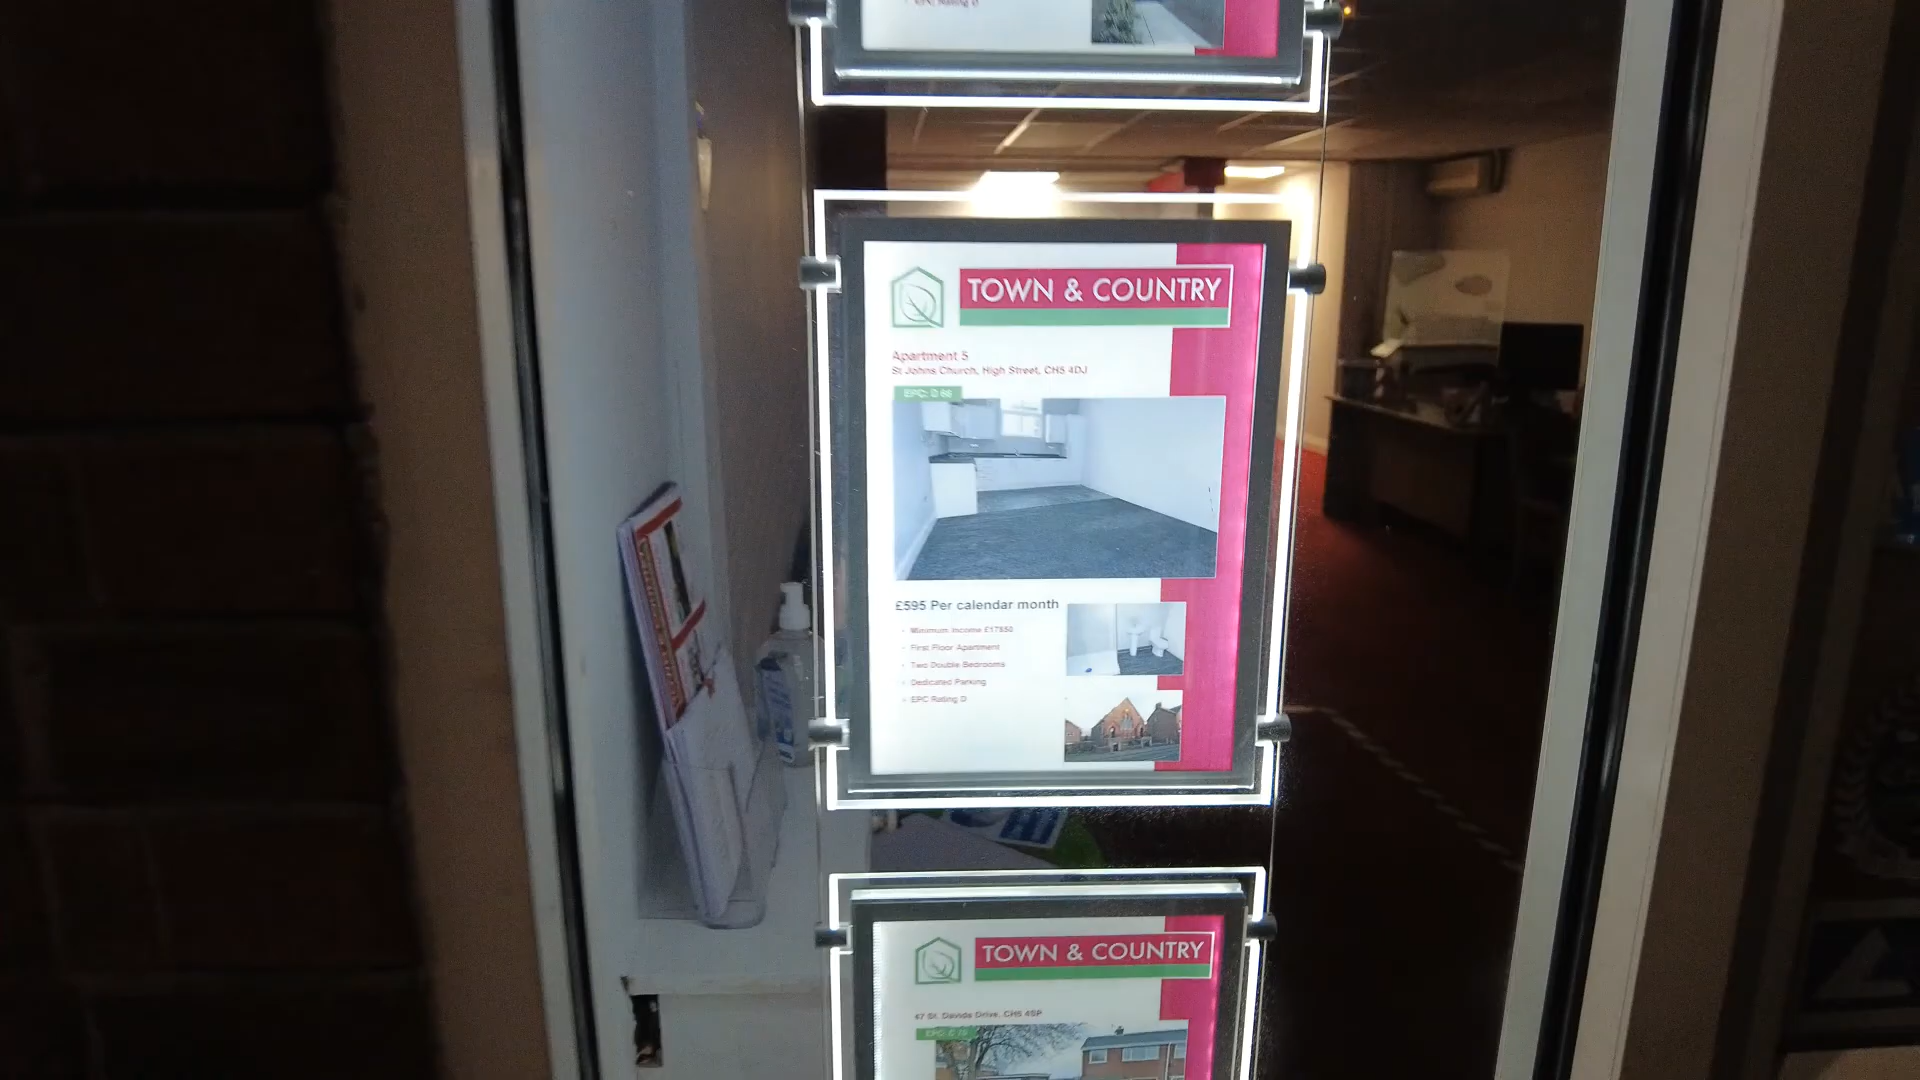 EPC Rating D
TOWN & COUNTRY
Apartment 5
St Johns Church, High Street, CH5 4DJ
EPC: D 66
£595 Per calendar month
Minimum Income £17850
First Floor Apartment
Two Double Bedrooms
Dedicated Parking
EPC Rating D
TOWN & COUNTRY
47 St. Davids Drive, CH5 4SP